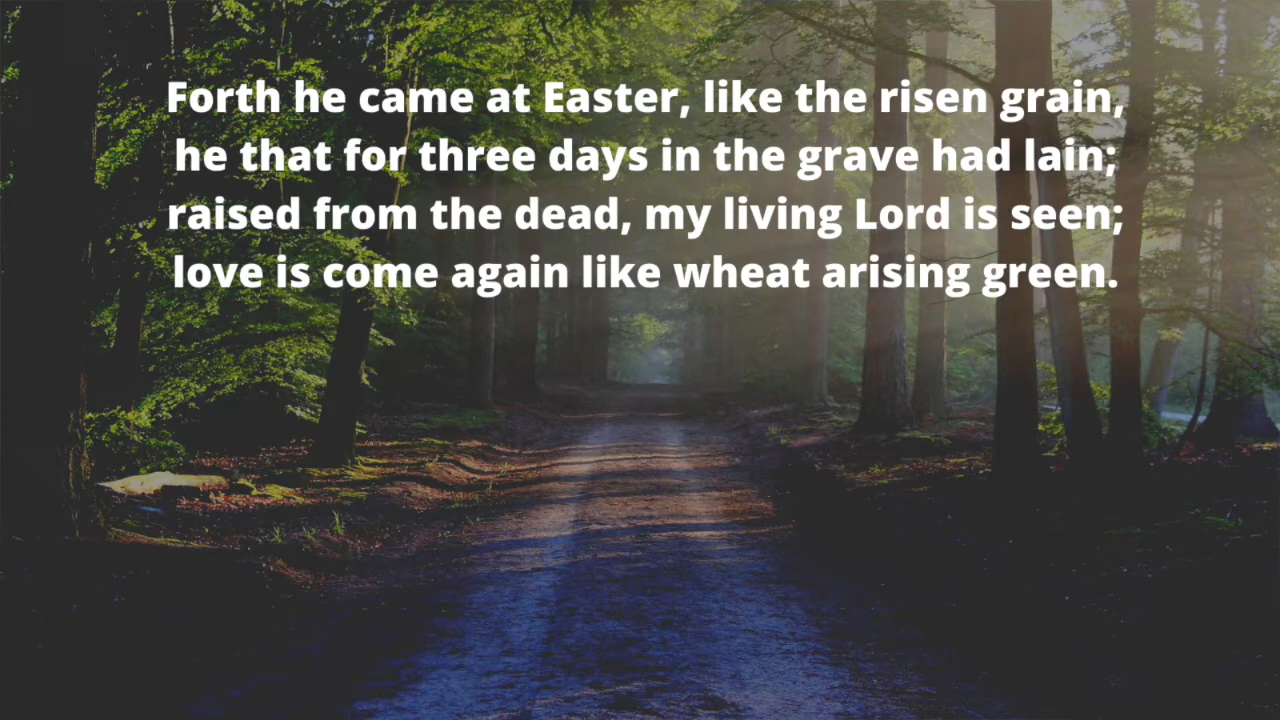 Forth he came at Easter, like the risen grain,
he that for three days in the grave had lain;
raised from the dead, my living Lord is seen;
love is come again like wheat arising green.